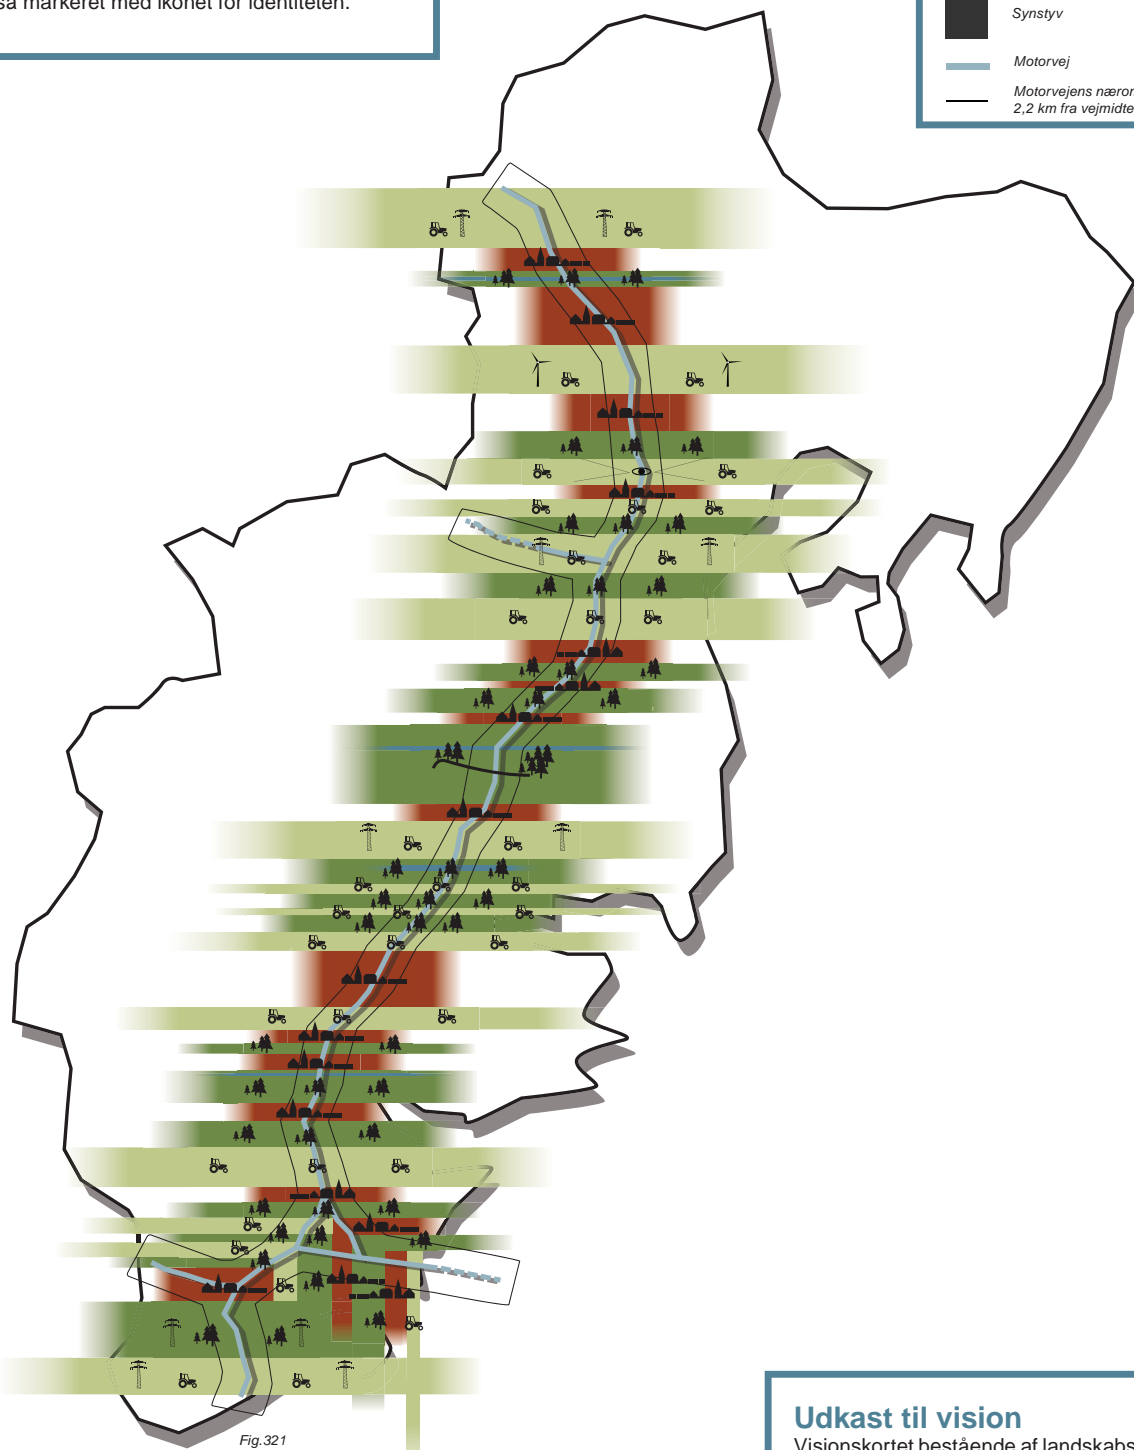 så markeret med ikonet for identiteten.
Synstyv
Motorvej
Motorvejens næro
2,2 km fra vejmidte
Fig.321
Udkast til vision
Visionskortet bestående af landskabs